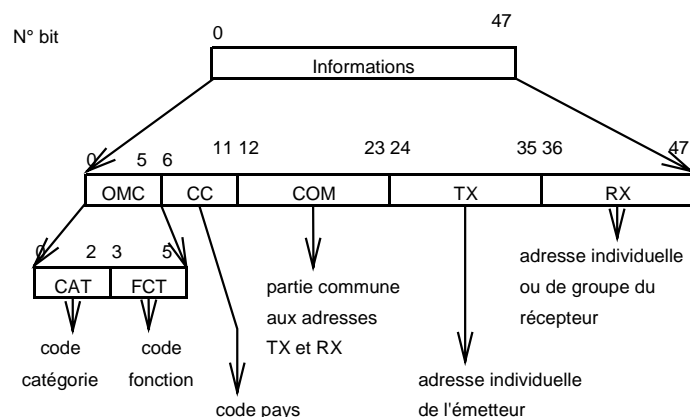 N° bit
0 47
Informations
0 5 6 11 12 23 24 35 36 47
OMC CC COM TX RX
0 2 3 5
CAT FCT
code
catégorie
code
fonction
code pays
partie commune
aux adresses
TX et RX
adresse individuelle
de l'émetteur
adresse individuelle
ou de groupe du
récepteur